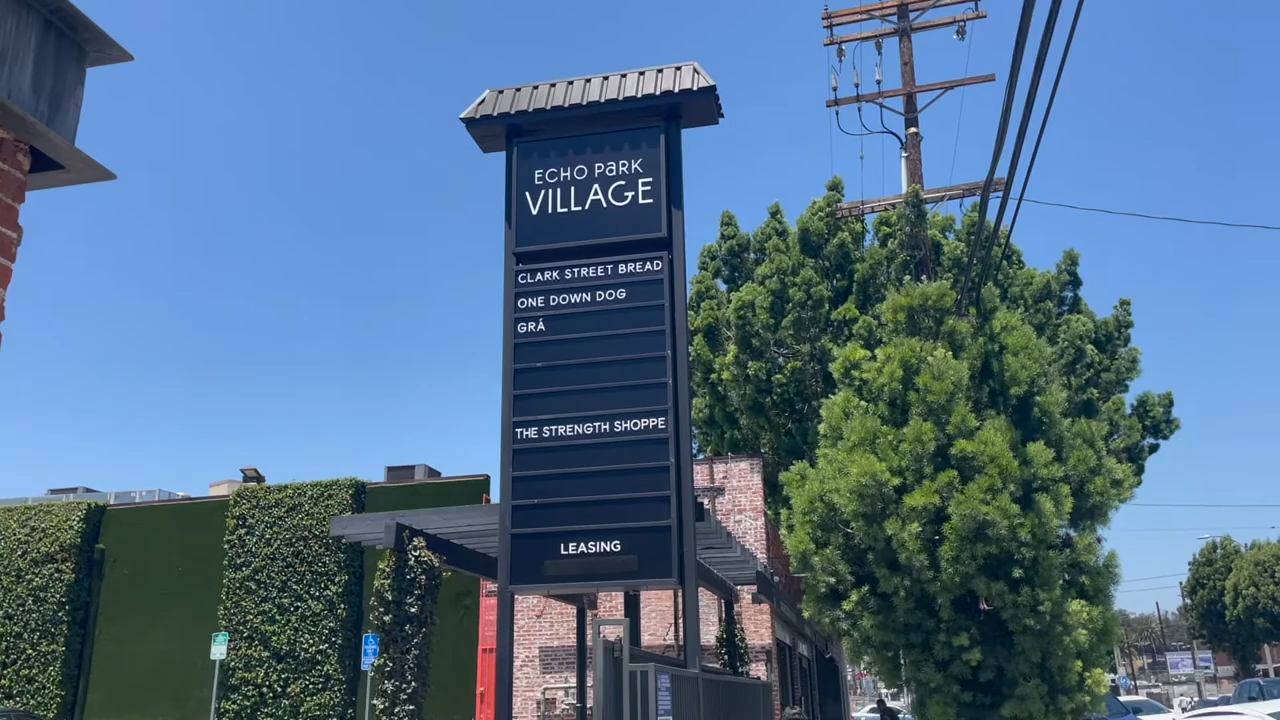 ECHO PARK
VILLAGE
CLARK STREET BREAD
ONE DOWN DOG
GRÁ
THE STRENGTH SHOPPE
LEASING